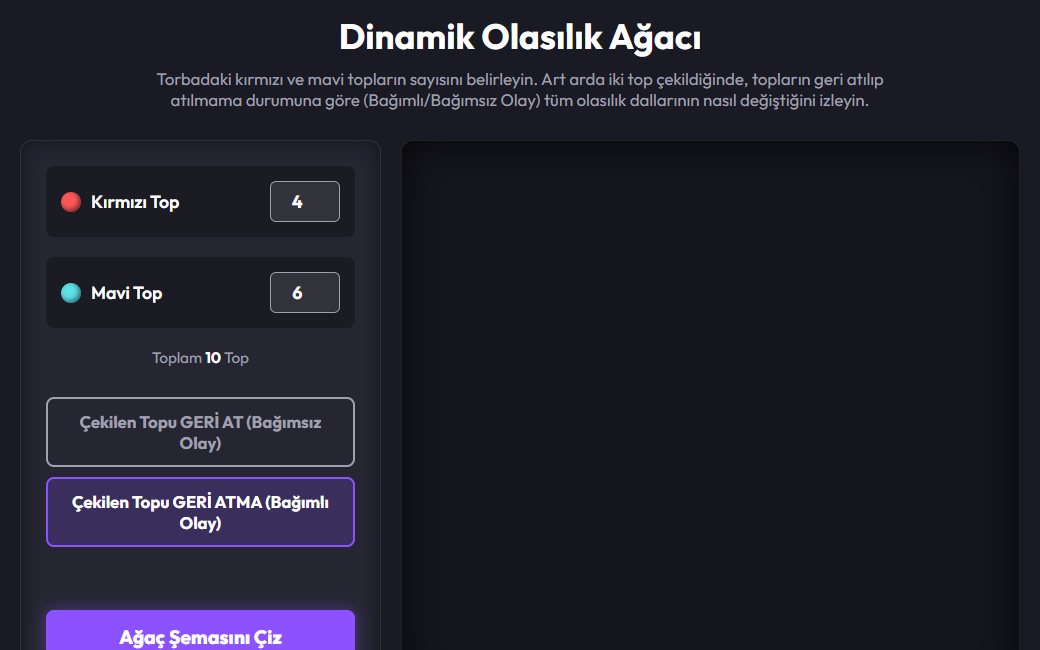 Dinamik Olasılık Ağacı
Torbadaki kırmızı ve mavi topların sayısını belirleyin. Art arda iki top çekildiğinde, topların geri atılıp
atılmama durumuna göre (Bağımlı/Bağımsız Olay) tüm olasılık dallarının nasıl değiştiğini izleyin.
Kırmızı Top
4
Mavi Top
6
Toplam 10 Top
Çekilen Topu GERİ AT (Bağımsız
Olay)
Çekilen Topu GERİ ATMA (Bağımlı
Olay)
Ağaç Şemasını Çiz